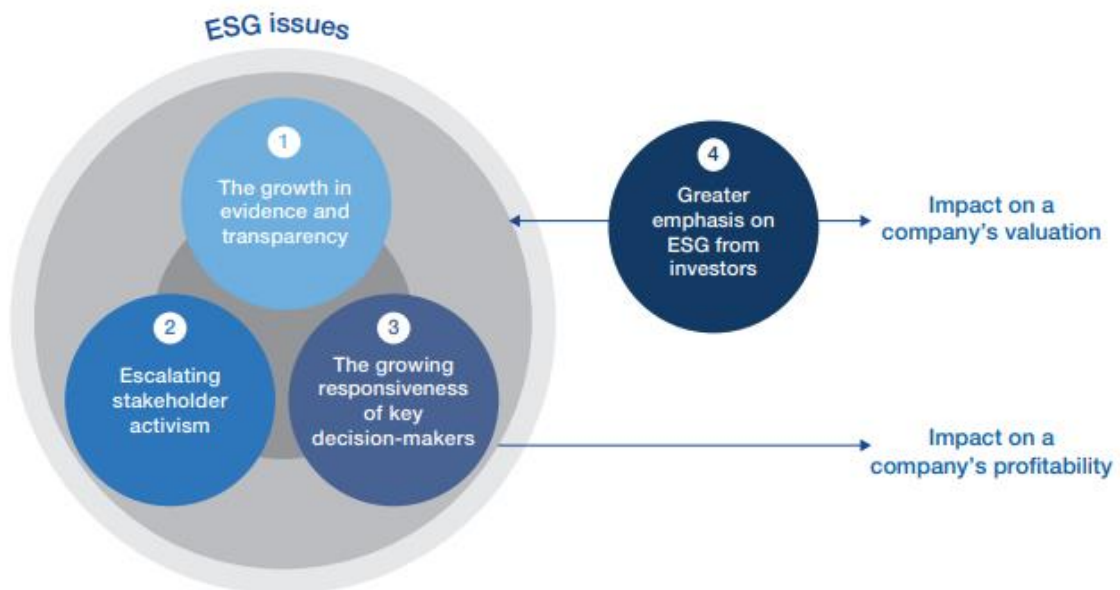 ESG issues
1
The growth in
evidence and
transparency
2
Escalating
stakeholder
activism
3
The growing
responsiveness
of key
decision-makers
4
Greater
emphasis on
ESG from
investors
Impact on a
company's valuation
Impact on a
company's profitability